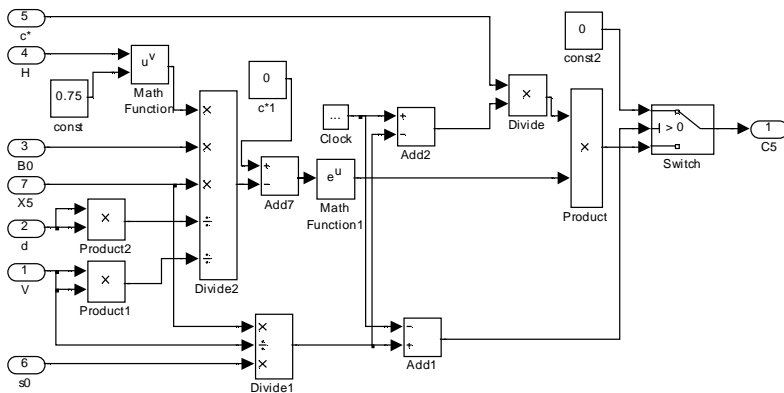 5
c*
0
const2
4
H
u^v
Math
Function
0.75
const
×
0
c*1
...
Clock
+
−
Add2
×
Divide
> 0
Switch
1
C5
3
B0
×
+
−
Add7
e^u
Math
Function1
×
Product
7
X5
×
2
d
×
Product2
÷
1
V
×
Product1
÷
Divide2
×
÷
×
Divide1
−
+
Add1
6
s0